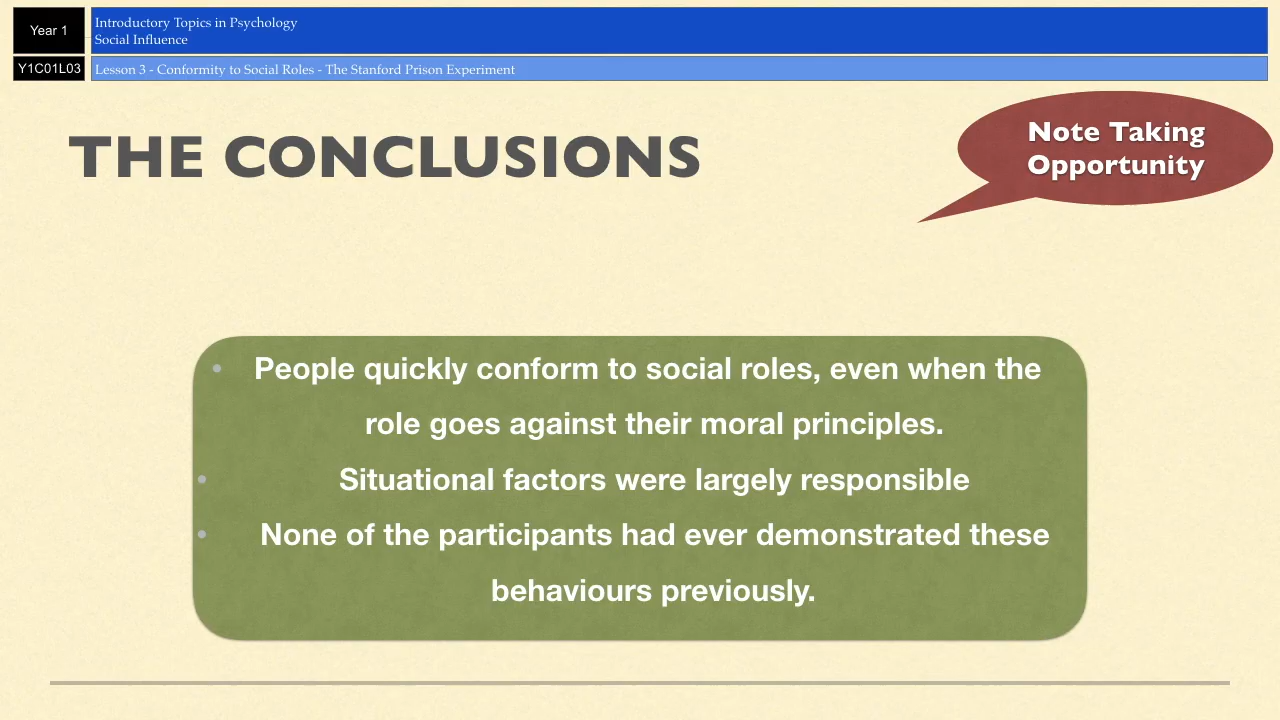 Year 1
Introductory Topics in Psychology
Social Influence
Y1C01L03
Lesson 3 - Conformity to Social Roles - The Stanford Prison Experiment
THE CONCLUSIONS
Note Taking
Opportunity
• People quickly conform to social roles, even when the
role goes against their moral principles.
• Situational factors were largely responsible
• None of the participants had ever demonstrated these
behaviours previously.